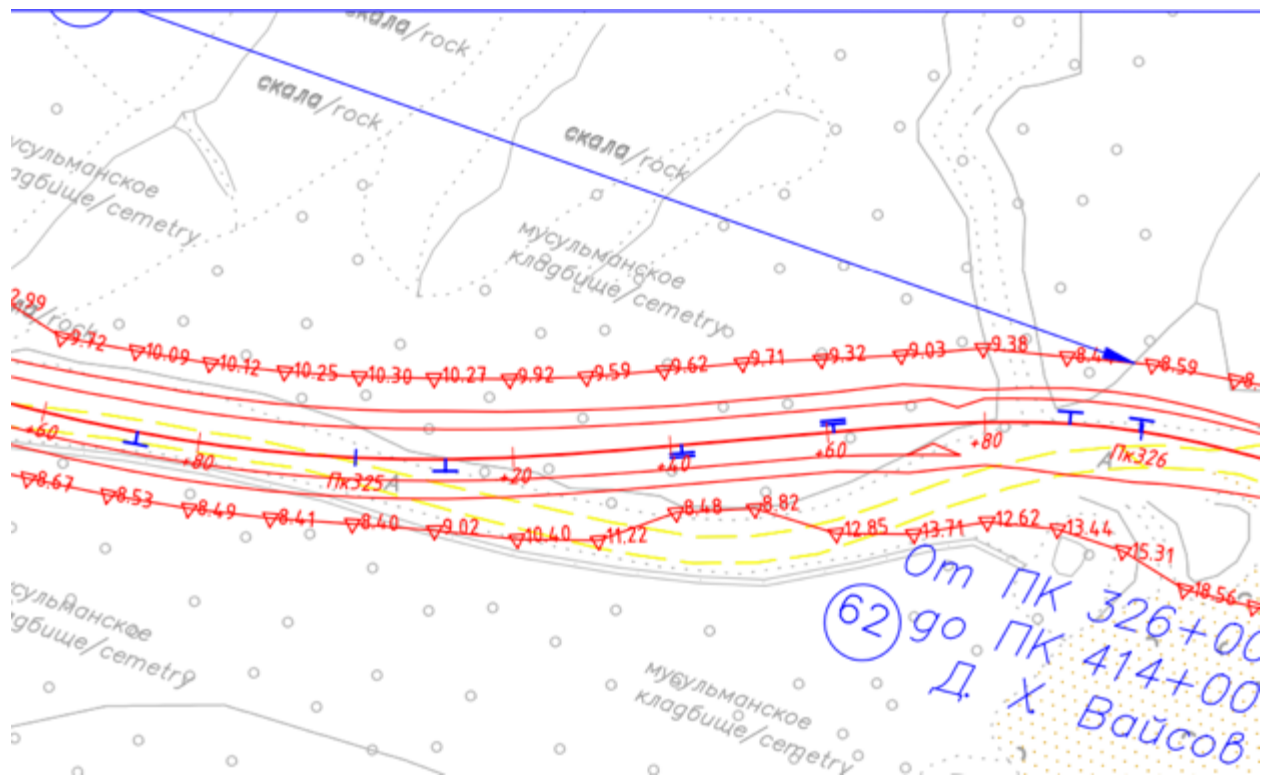 скала/rock
скала/rock
скала/rock
мусульманское
кладбище/cemetry
мусульманское
кладбище/cemetry
/rock
2.99
9.72
10.09
10.12
10.25
10.30
10.27
9.92
9.59
9.62
9.71
9.32
9.03
9.38
8.59
+60
+80
Пк325
A
+20
+40
+60
+80
A
Пк326
8.67
8.53
8.49
8.41
8.40
9.02
10.40
11.22
8.48
8.82
12.85
13.71
12.62
13.44
15.31
18.56
От ПК 326+00
62
до ПК 414+00
Д. Х. Вайсов
мусульманское
кладбище/cemetry
мусульманское
кладбище/cemetry